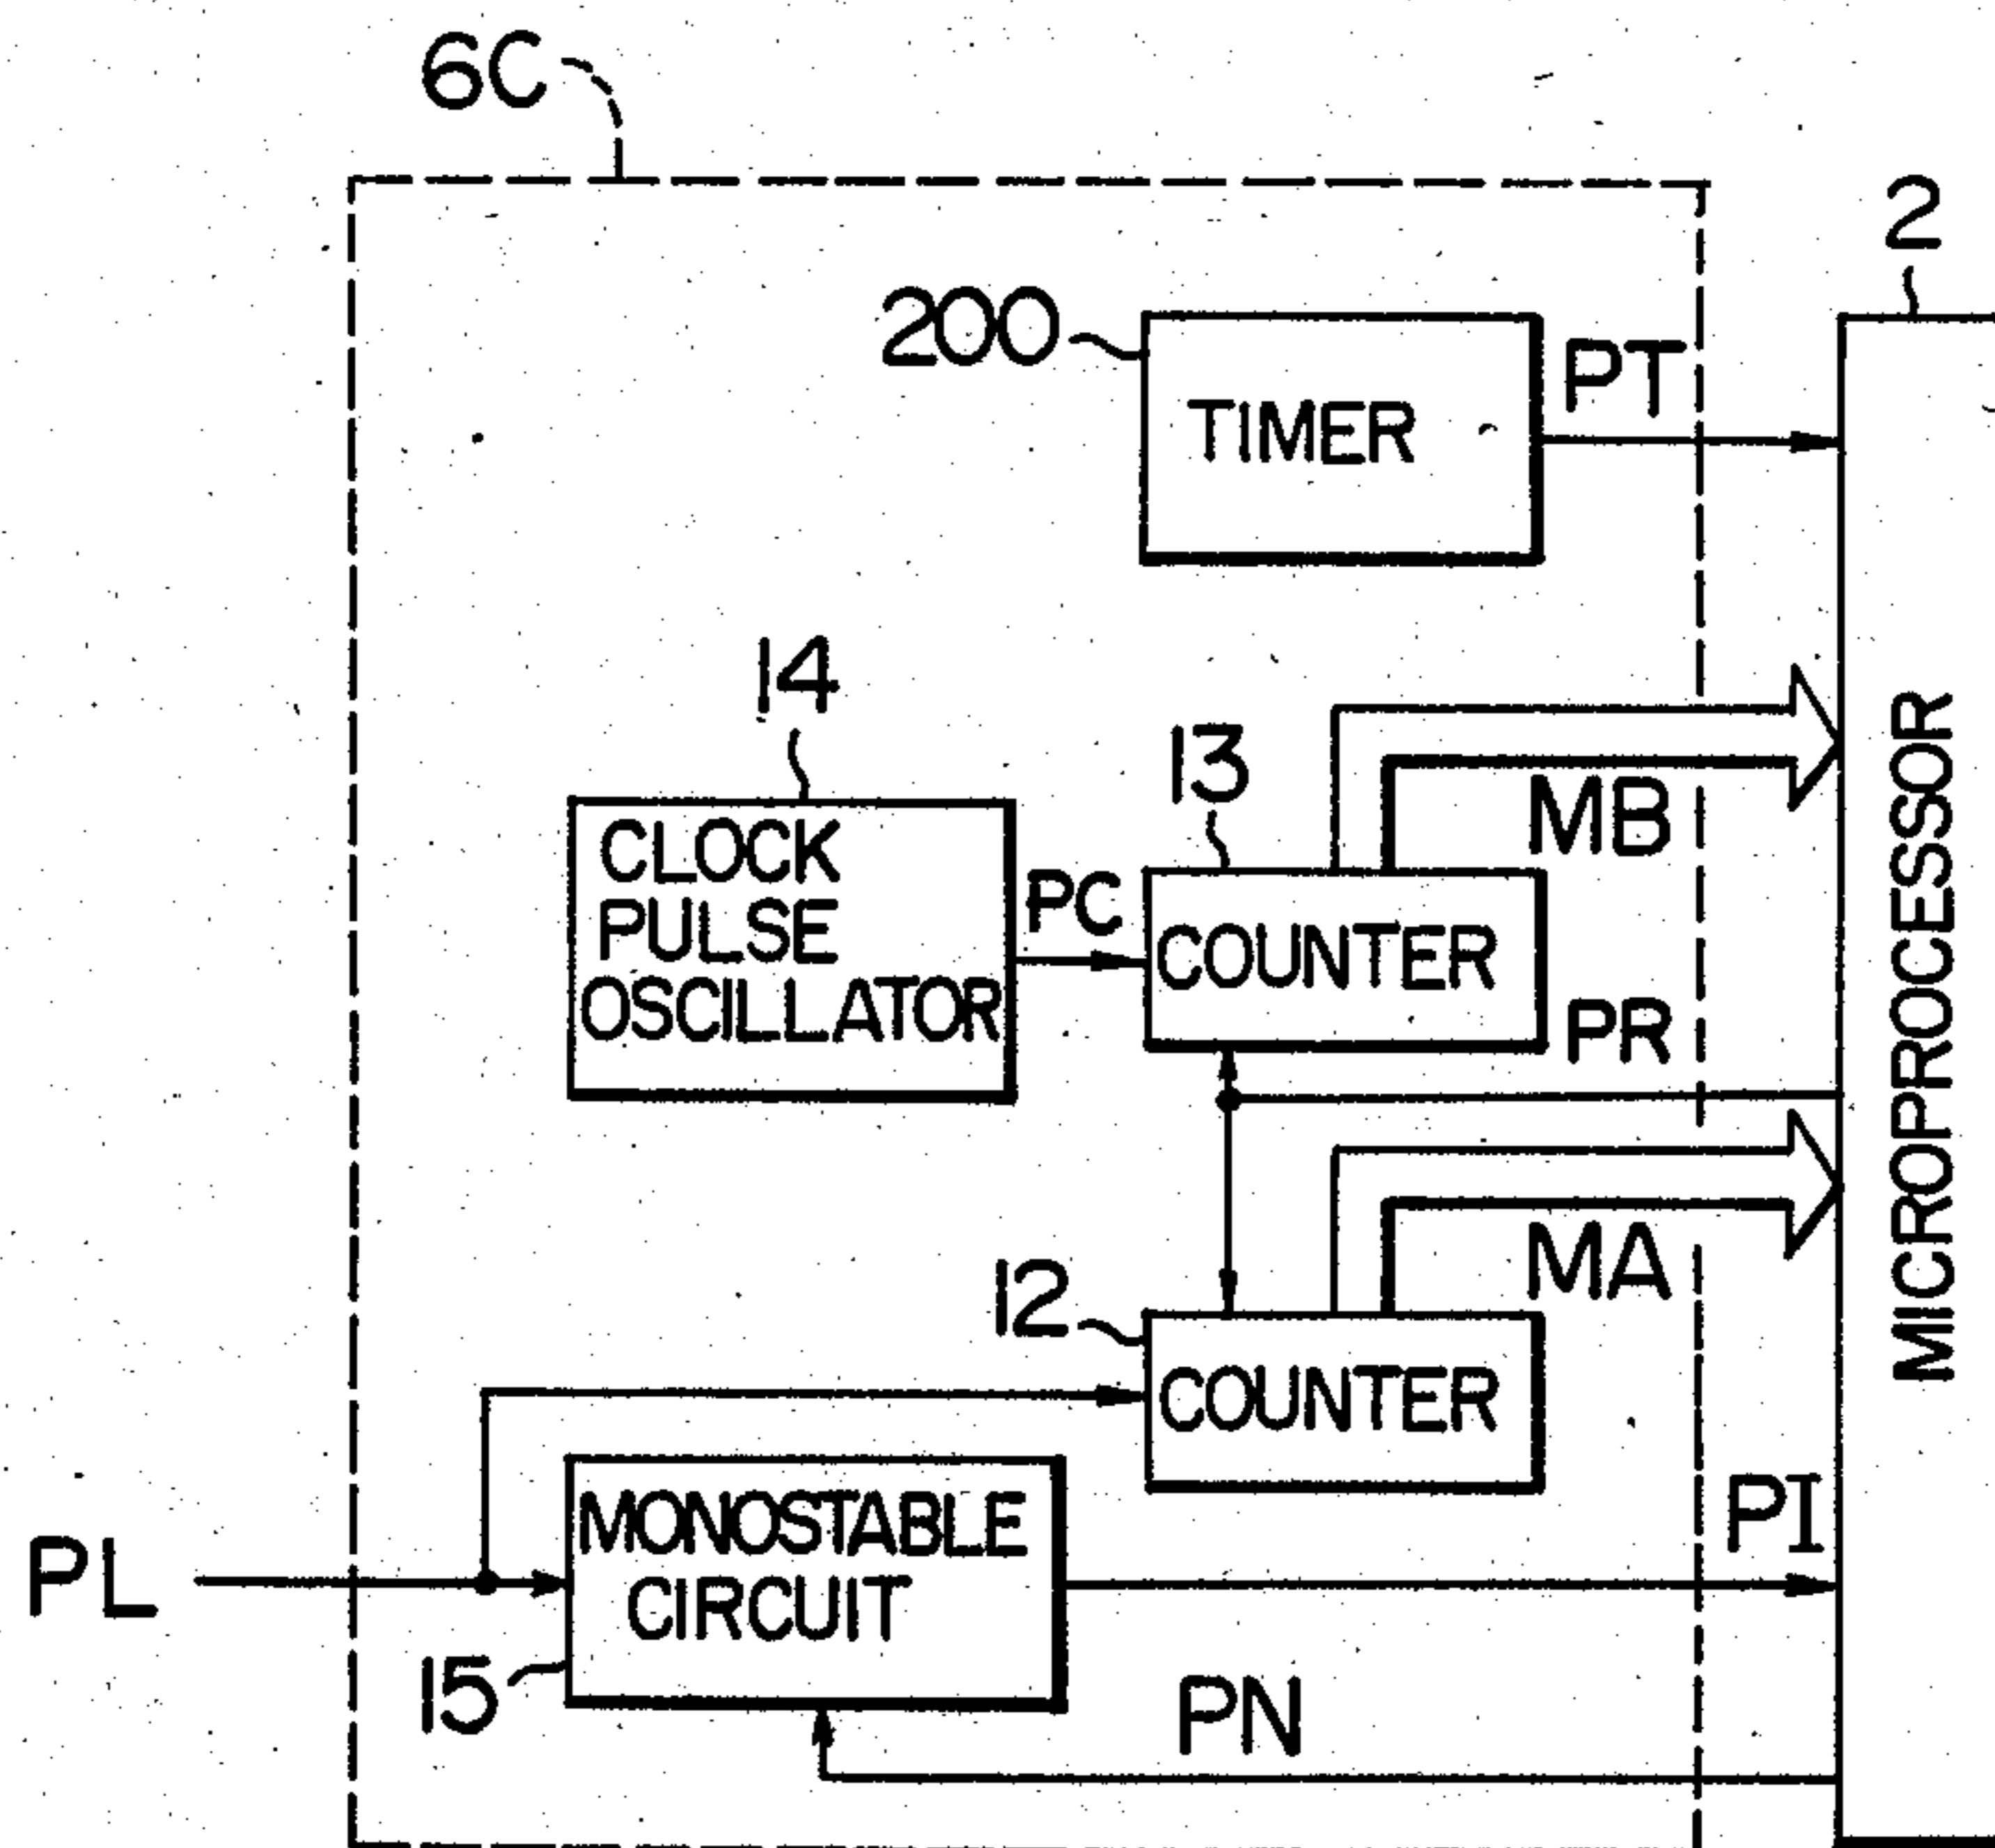 6C
2
200
TIMER
PT
14
13
MB
CLOCK
PULSE
OSCILLATOR
PC
COUNTER
PR
MICROPROCESSOR
12
MA
COUNTER
MONOSTABLE
CIRCUIT
PI
PL
15
PN